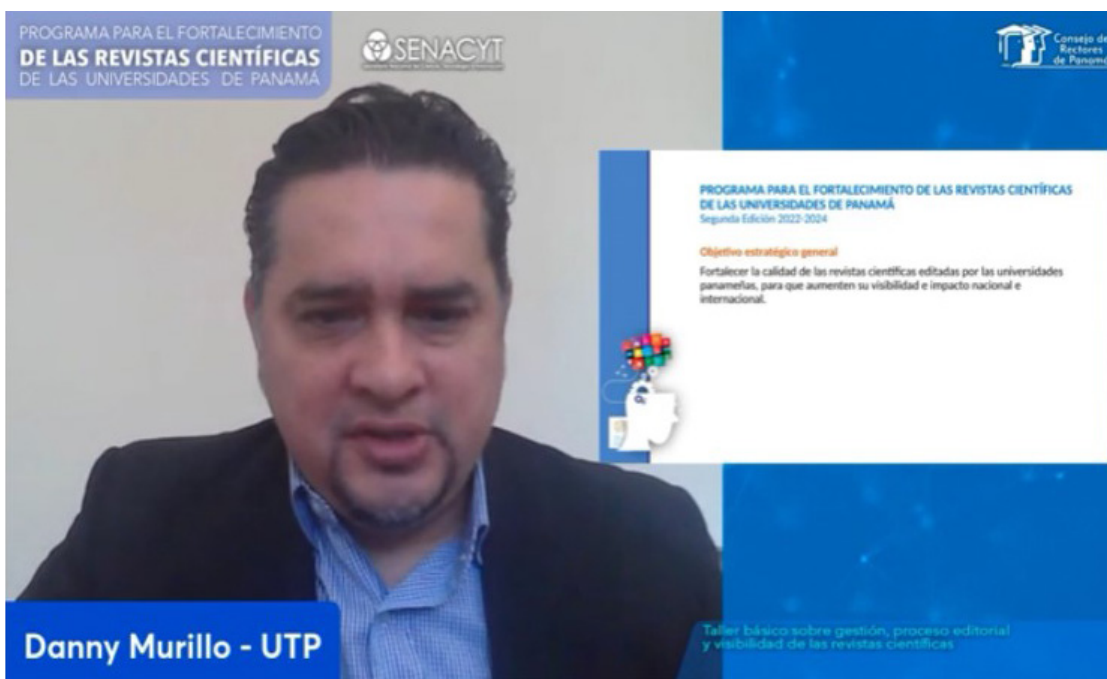 PROGRAMA PARA EL FORTALECIMIENTO
DE LAS REVISTAS CIENTÍFICAS
DE LAS UNIVERSIDADES DE PANAMÁ
SENACYT
Consejo de
Rectores
de Panamá
PROGRAMA PARA EL FORTALECIMIENTO DE LAS REVISTAS CIENTÍFICAS
DE LAS UNIVERSIDADES DE PANAMÁ
Segunda Edición 2022-2024
Objetivo estratégico general
Fortalecer la calidad de las revistas científicas editadas por las universidades
panameñas, para que aumenten su visibilidad e impacto nacional e
internacional.
Danny Murillo - UTP
Taller básico sobre gestión, proceso editorial
y visibilidad de las revistas científicas